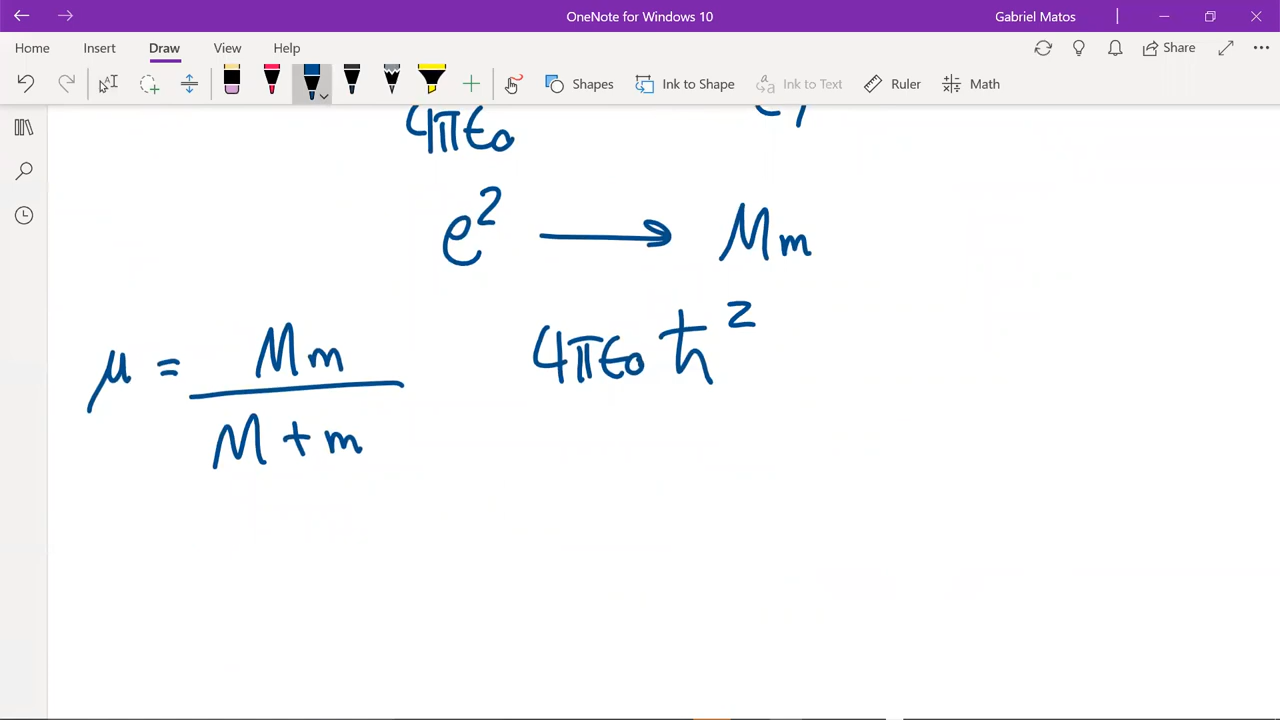 OneNote for Windows 10
Gabriel Matos
Home Insert Draw View Help Share
Shapes Ink to Shape Ink to Text Ruler Math
4πϵ₀
e² → Mm
μ = Mm / M + m
4πϵ₀ ħ²